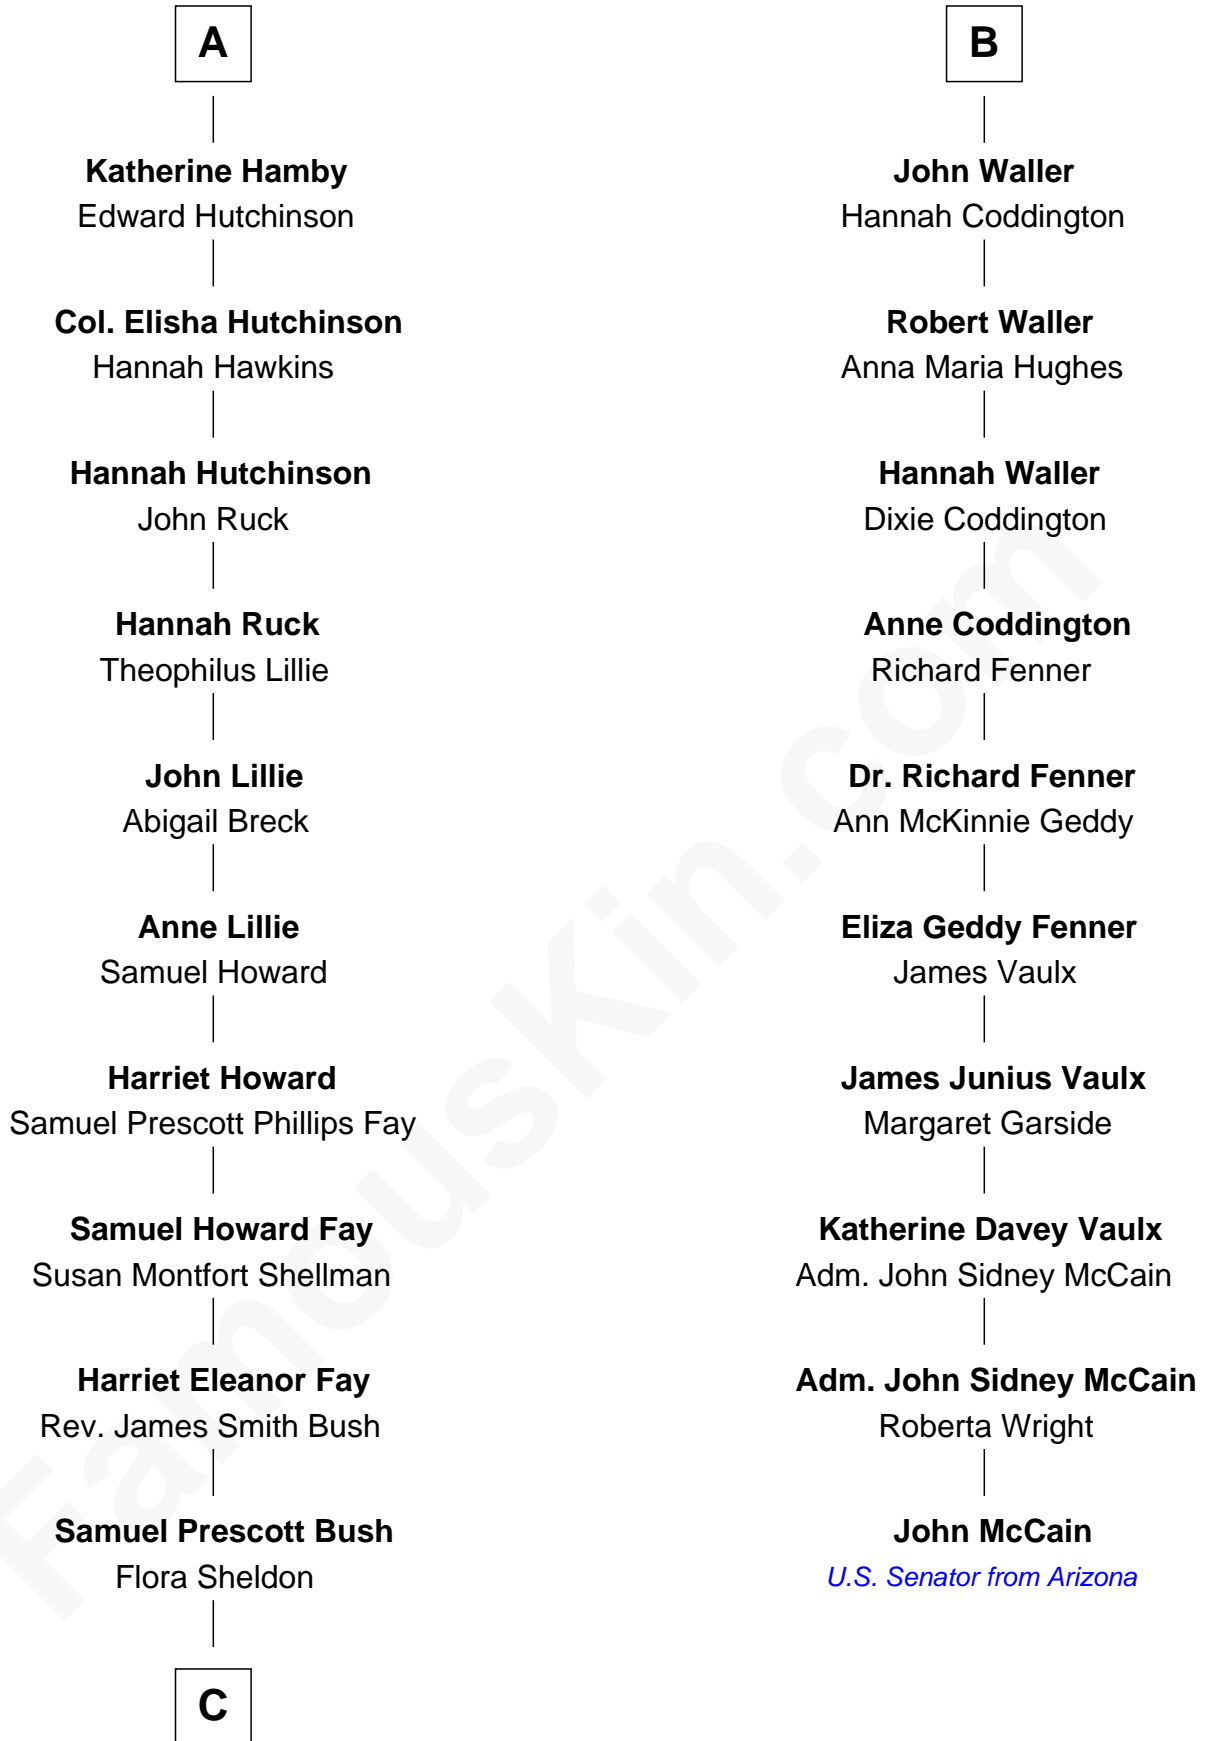 A
Katherine Hamby
Edward Hutchinson
Col. Elisha Hutchinson
Hannah Hawkins
Hannah Hutchinson
John Ruck
Hannah Ruck
Theophilus Lillie
John Lillie
Abigail Breck
Anne Lillie
Samuel Howard
Harriet Howard
Samuel Prescott Phillips Fay
Samuel Howard Fay
Susan Montfort Shellman
Harriet Eleanor Fay
Rev. James Smith Bush
Samuel Prescott Bush
Flora Sheldon
C
B
John Waller
Hannah Coddington
Robert Waller
Anna Maria Hughes
Hannah Waller
Dixie Coddington
Anne Coddington
Richard Fenner
Dr. Richard Fenner
Ann McKinnie Geddy
Eliza Geddy Fenner
James Vaulx
James Junius Vaulx
Margaret Garside
Katherine Davey Vaulx
Adm. John Sidney McCain
Adm. John Sidney McCain
Roberta Wright
John McCain
U.S. Senator from Arizona
FamousKin.com